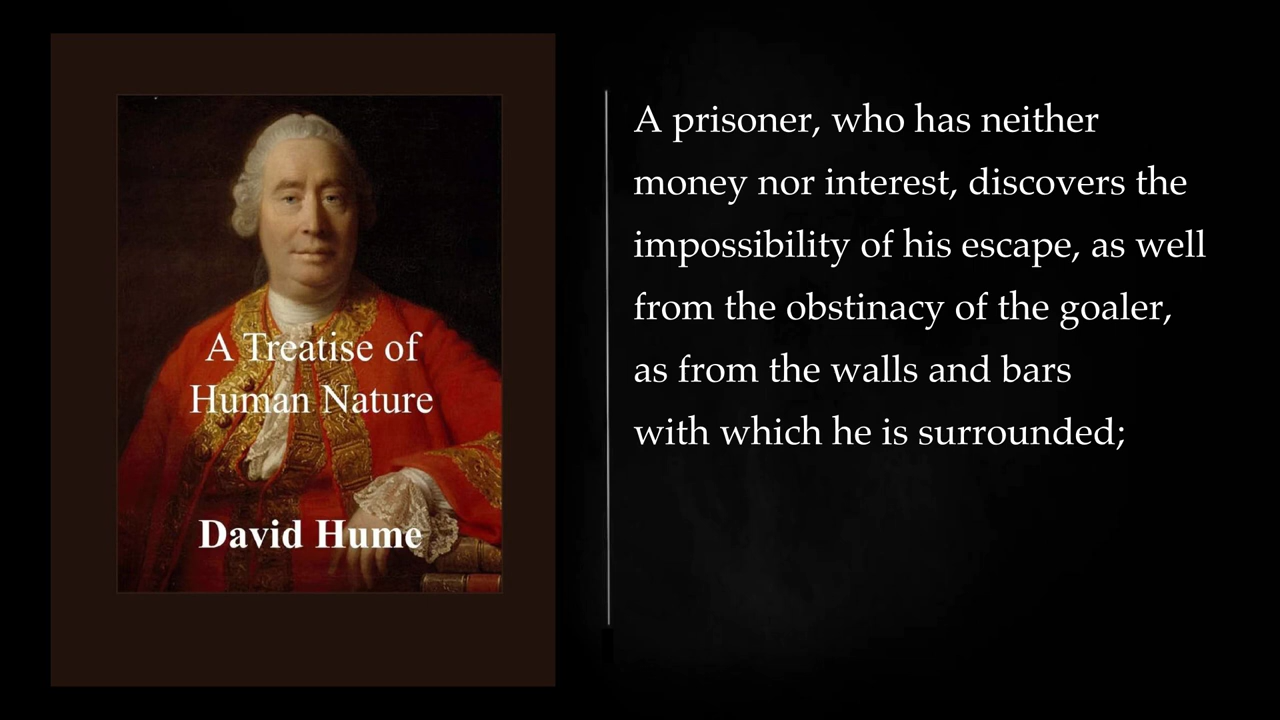 A Treatise of
Human Nature
David Hume
A prisoner, who has neither
money nor interest, discovers the
impossibility of his escape, as well
from the obstinacy of the goaler,
as from the walls and bars
with which he is surrounded;